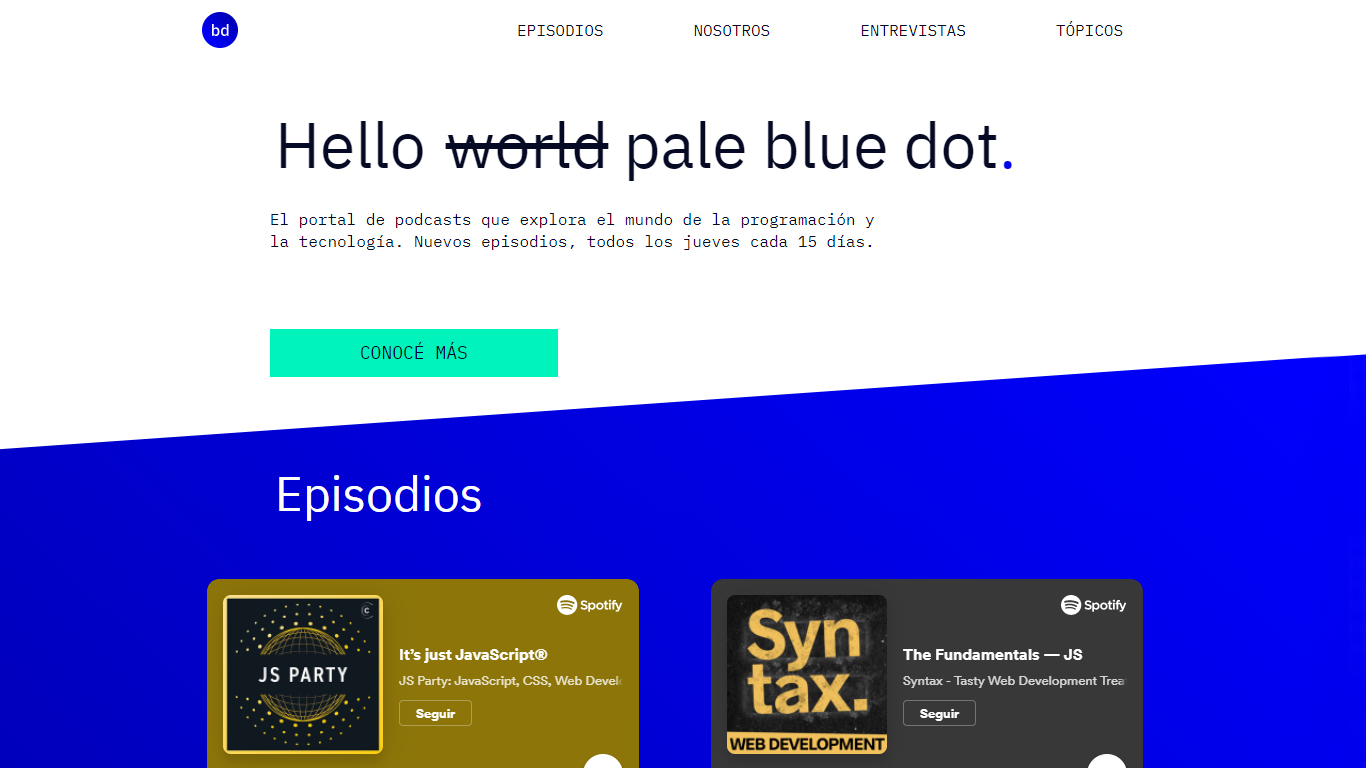 bd
EPISODIOS NOSOTROS ENTREVISTAS TÓPICOS
Hello world pale blue dot.
El portal de podcasts que explora el mundo de la programación y
la tecnología. Nuevos episodios, todos los jueves cada 15 días.
CONOCÉ MÁS
Episodios
c
JS PARTY
Spotify
It's just JavaScript®
JS Party: JavaScript, CSS, Web Devel
Seguir
Syn
tax.
WEB DEVELOPMENT
Spotify
The Fundamentals — JS
Syntax - Tasty Web Development Trea
Seguir